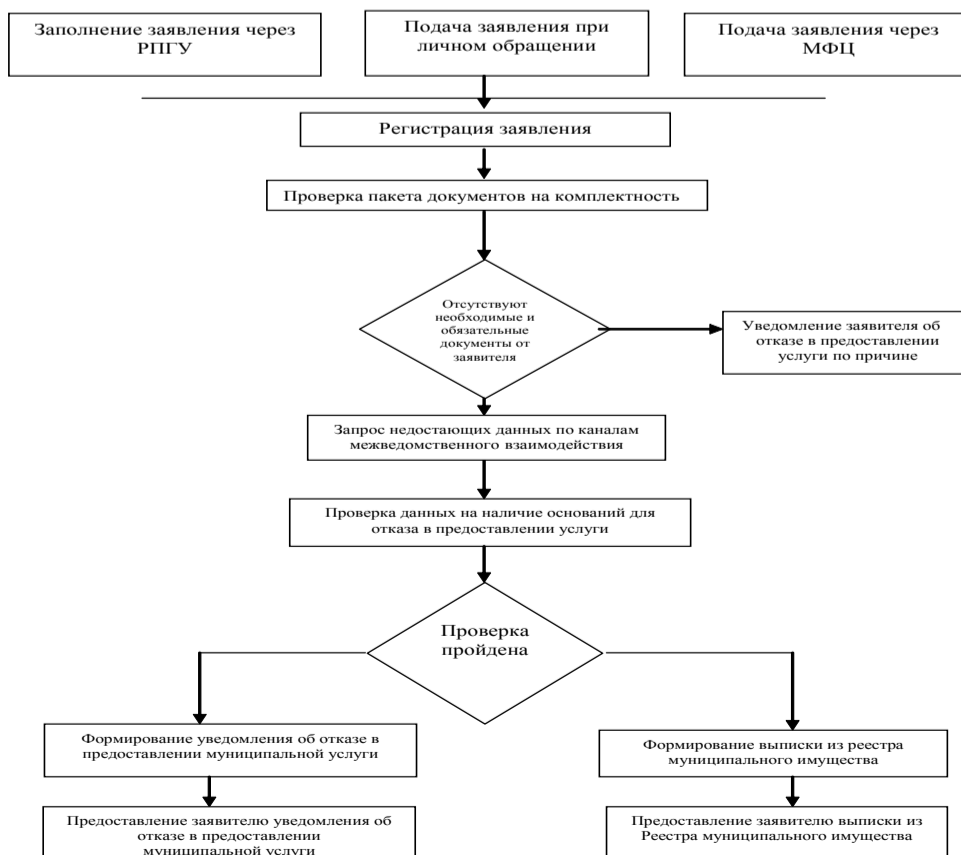 Заполнение заявления через
РПГУ
Подача заявления при
личном обращении
Подача заявления через
МФЦ
Регистрация заявления
Проверка пакета документов на комплектность
Отсутствуют
необходимые и
обязательные
документы от
заявителя
Уведомление заявителя об
отказе в предоставлении
услуги по причине
Запрос недостающих данных по каналам
межведомственного взаимодействия
Проверка данных на наличие оснований для
отказа в предоставлении услуги
Проверка
пройдена
Формирование уведомления об отказе в
предоставлении муниципальной услуги
Формирование выписки из реестра
муниципального имущества
Предоставление заявителю уведомления об
отказе в предоставлении
муниципальной услуги
Предоставление заявителю выписки из
Реестра муниципального имущества